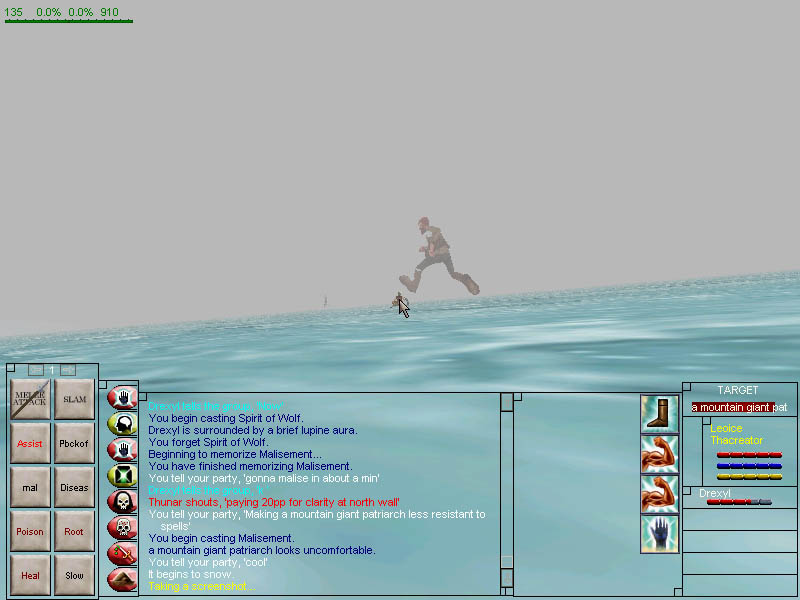 135 0.0% 0.0% 910
1
MELEE ATTACK
SLAM
Assist
Pbckof
mal
Diseas
Poison
Root
Heal
Slow
You begin casting Spirit of Wolf.
Drexyl is surrounded by a brief lupine aura.
You forget Spirit of Wolf.
Beginning to memorize Malisement...
You have finished memorizing Malisement.
You tell your party, 'gonna malise in about a min'
Drexyl tells the group,
Thunar shouts, 'paying 20pp for clarity at north wall'
You tell your party, 'Making a mountain giant patriarch less resistant to
spells'
You begin casting Malisement.
a mountain giant patriarch looks uncomfortable.
You tell your party, 'cool'
It begins to snow.
Taking a screenshot...
TARGET
a mountain giant pat
Leoice
Thacreator
Drexyl